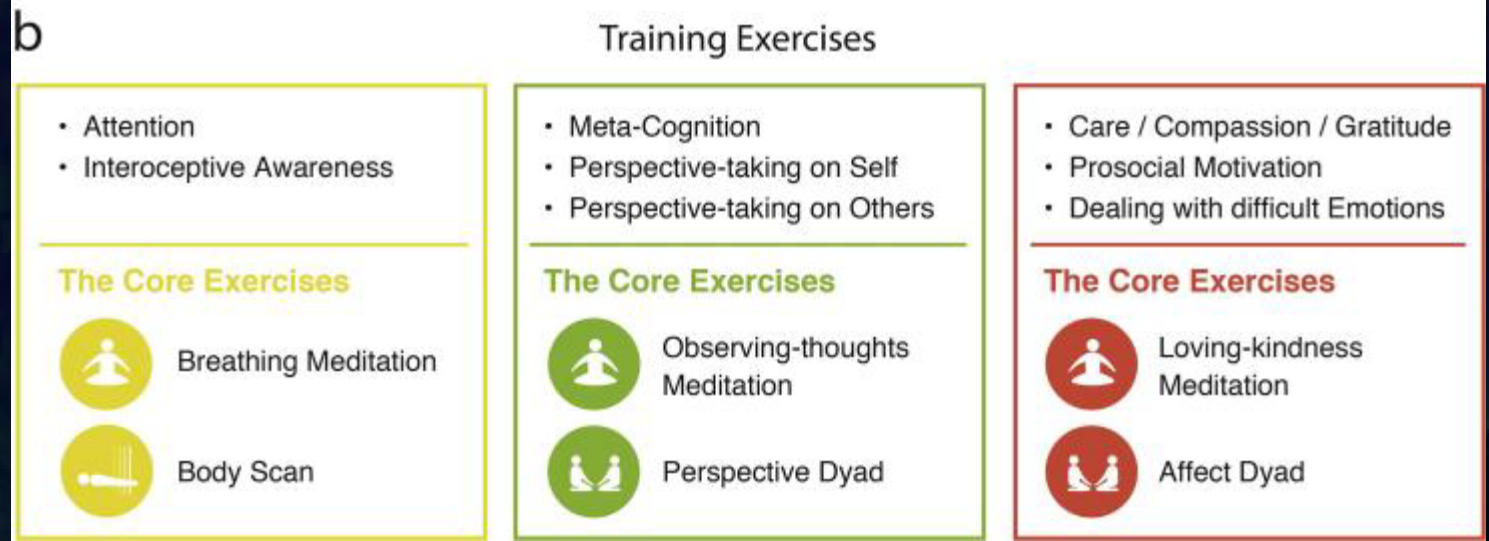 b
Training Exercises
• Attention
• Interoceptive Awareness
The Core Exercises
Breathing Meditation
Body Scan
• Meta-Cognition
• Perspective-taking on Self
• Perspective-taking on Others
The Core Exercises
Observing-thoughts
Meditation
Perspective Dyad
• Care / Compassion / Gratitude
• Prosocial Motivation
• Dealing with difficult Emotions
The Core Exercises
Loving-kindness
Meditation
Affect Dyad